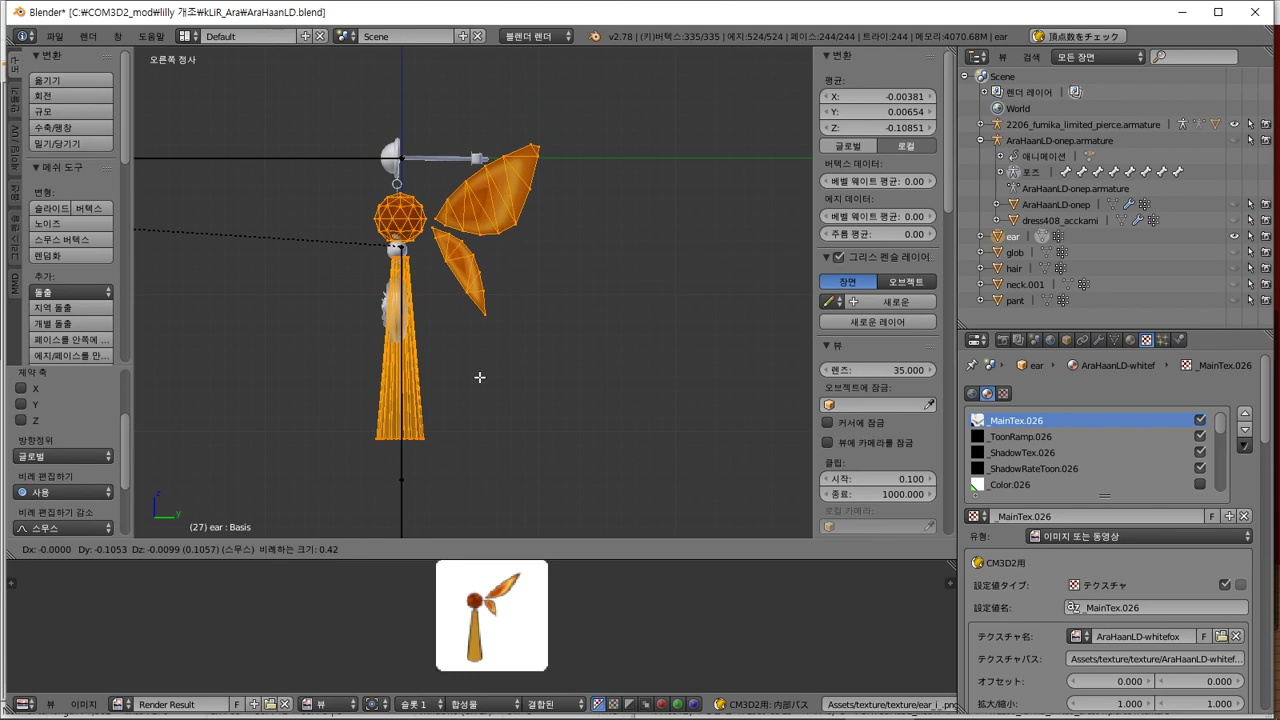 Blender* [C:\COM3D2_mod\lilly 개조\kLiR_Ara\AraHaanLD.blend]
파일 렌더 창 도움말 Default Scene 블렌더 렌더 v2.78 | (키)버텍스:335/335 | 에지:524/524 | 페이스:244/244 | 트라이:244 | 메모리:4070.68M | ear 頂点数をチェック
변환
옮기기
회전
규모
수축/팽창
밀기/당기기
메쉬 도구
변형:
슬라이드 버텍스
노이즈
스무스 버텍스
랜덤화
추가:
돌출
지역 돌출
개별 돌출
페이스를 안쪽에 ...
에지/페이스를 만...
MMD
제약 축
X
Y
Z
방향정위
글로벌
비례 편집하기
사용
비례 편집하기 감소
스무스
오른쪽 정사
(27) ear : Basis
Dx: -0.0000 Dy: -0.1053 Dz: -0.0099 (0.1057) (스무스) 비례하는 크기: 0.42
변환
평균:
X: -0.00381
Y: 0.00654
Z: -0.10851
글로벌 로컬
버텍스 데이터:
베벨 웨이트 평균: 0.00
에지 데이터:
베벨 웨이트 평균: 0.00
주름 평균: 0.00
그리스 펜슬 레이어
장면 오브젝트
새로운
새로운 레이어
뷰
렌즈: 35.000
오브젝트에 잠금:
커서에 잠금
뷰에 카메라를 잠금
클립:
시작: 0.100
종료: 1000.000
로컬 카메라:
뷰 검색 모든 장면
Scene
렌더 레이어
World
2206_fumika_limited_pierce.armature
AraHaanLD-onep.armature
애니메이션
포즈
AraHaanLD-onep.armature
AraHaanLD-onep
dress408_acckami
ear
glob
hair
neck.001
pant
ear AraHaanLD-whitef _MainTex.026
_MainTex.026
_ToonRamp.026
_ShadowTex.026
_ShadowRateToon.026
_Color.026
_MainTex.026 F
유형: 이미지 또는 동영상
CM3D2用
設定値タイプ: テクスチャ
設定値名: _MainTex.026
テクスチャ名: AraHaanLD-whitefox F
テクスチャパス: Assets/texture/texture/AraHaanLD-whitef...
オフセット: 0.000 0.000
拡大/縮小: 1.000 1.000
뷰 이미지 Render Result F 뷰 슬롯 1 합성물 결합된 CM3D2用: 内部パス Assets/texture/texture/ear_i_.png